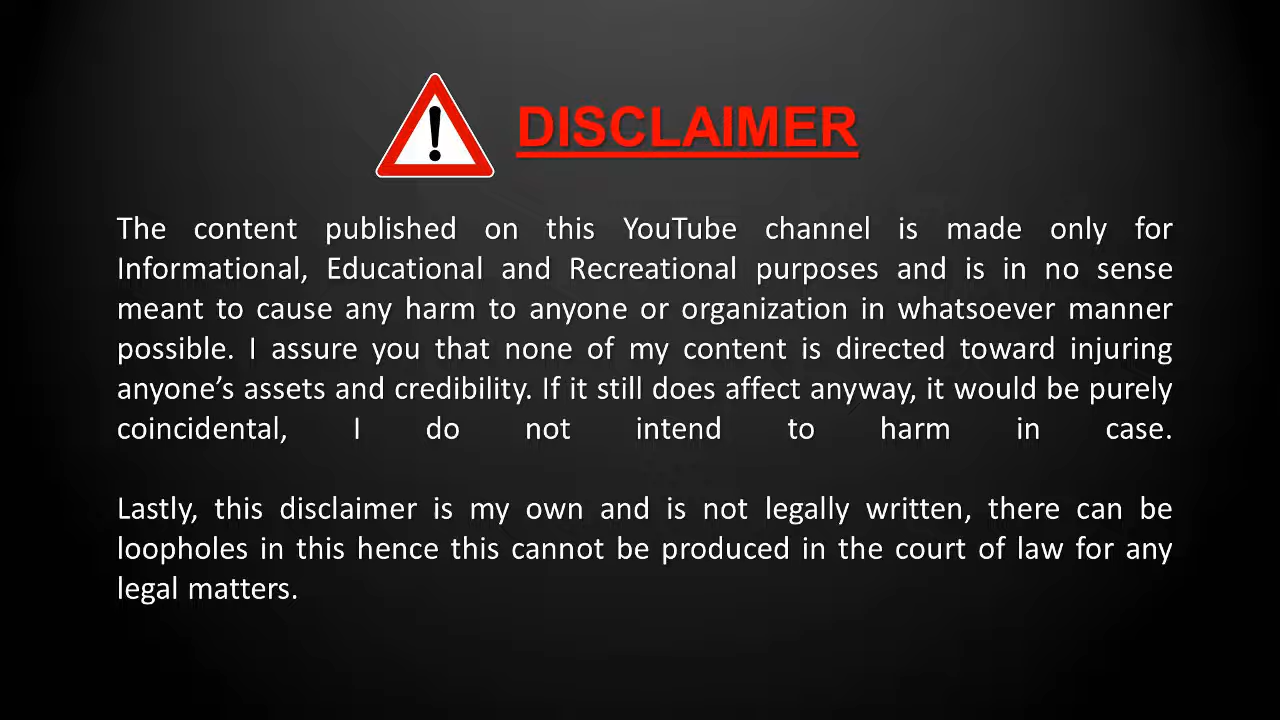 DISCLAIMER
The content published on this YouTube channel is made only for
Informational, Educational and Recreational purposes and is in no sense
meant to cause any harm to anyone or organization in whatsoever manner
possible. I assure you that none of my content is directed toward injuring
anyone’s assets and credibility. If it still does affect anyway, it would be purely
coincidental, I do not intend to harm in case.
Lastly, this disclaimer is my own and is not legally written, there can be
loopholes in this hence this cannot be produced in the court of law for any
legal matters.